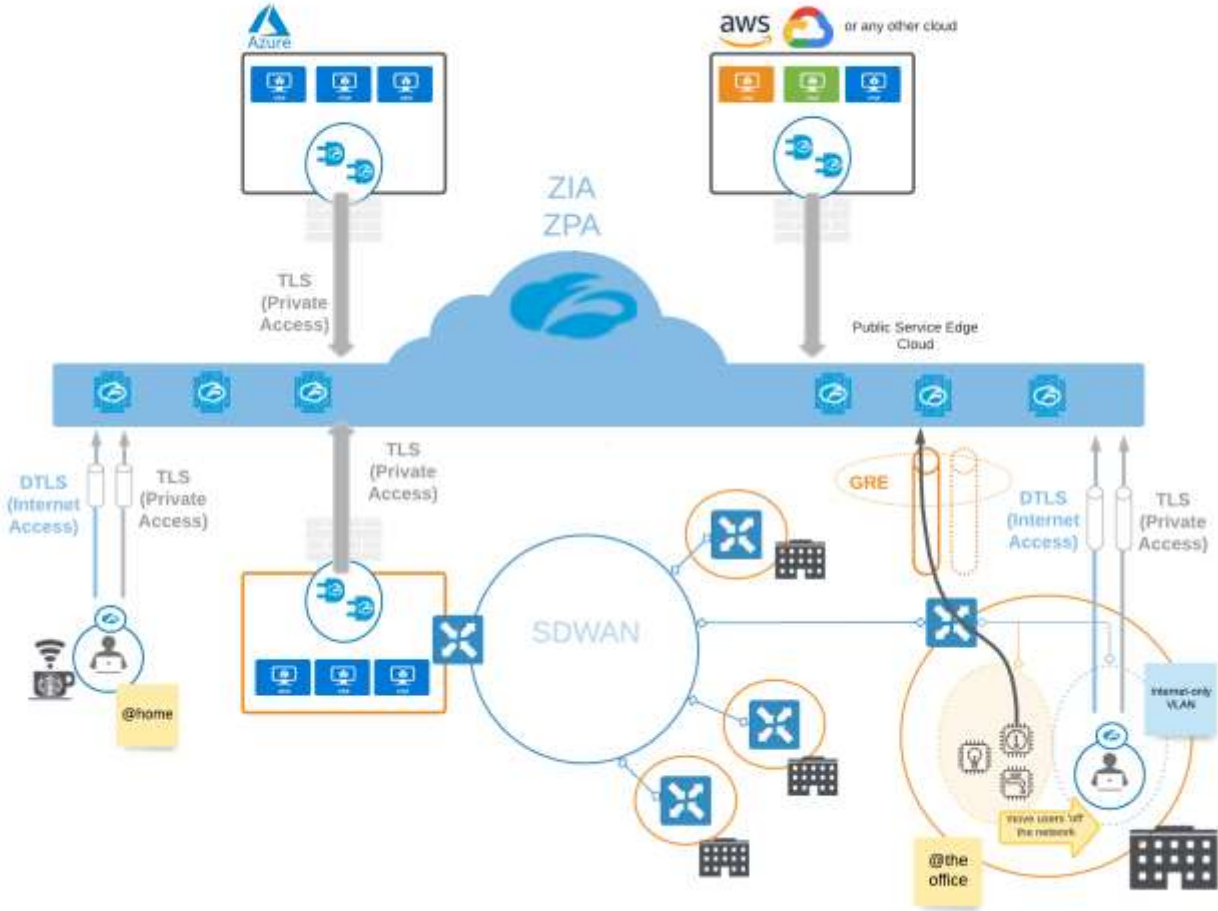 Azure
aws
or any other cloud
ZIA
ZPA
TLS
(Private
Access)
Public Service Edge
Cloud
DTLS
(Internet
Access)
TLS
(Private
Access)
TLS
(Private
Access)
GRE
DTLS
(Internet
Access)
TLS
(Private
Access)
SDWAN
@home
Internet-only
VLAN
move users 'off
the network
@the
office